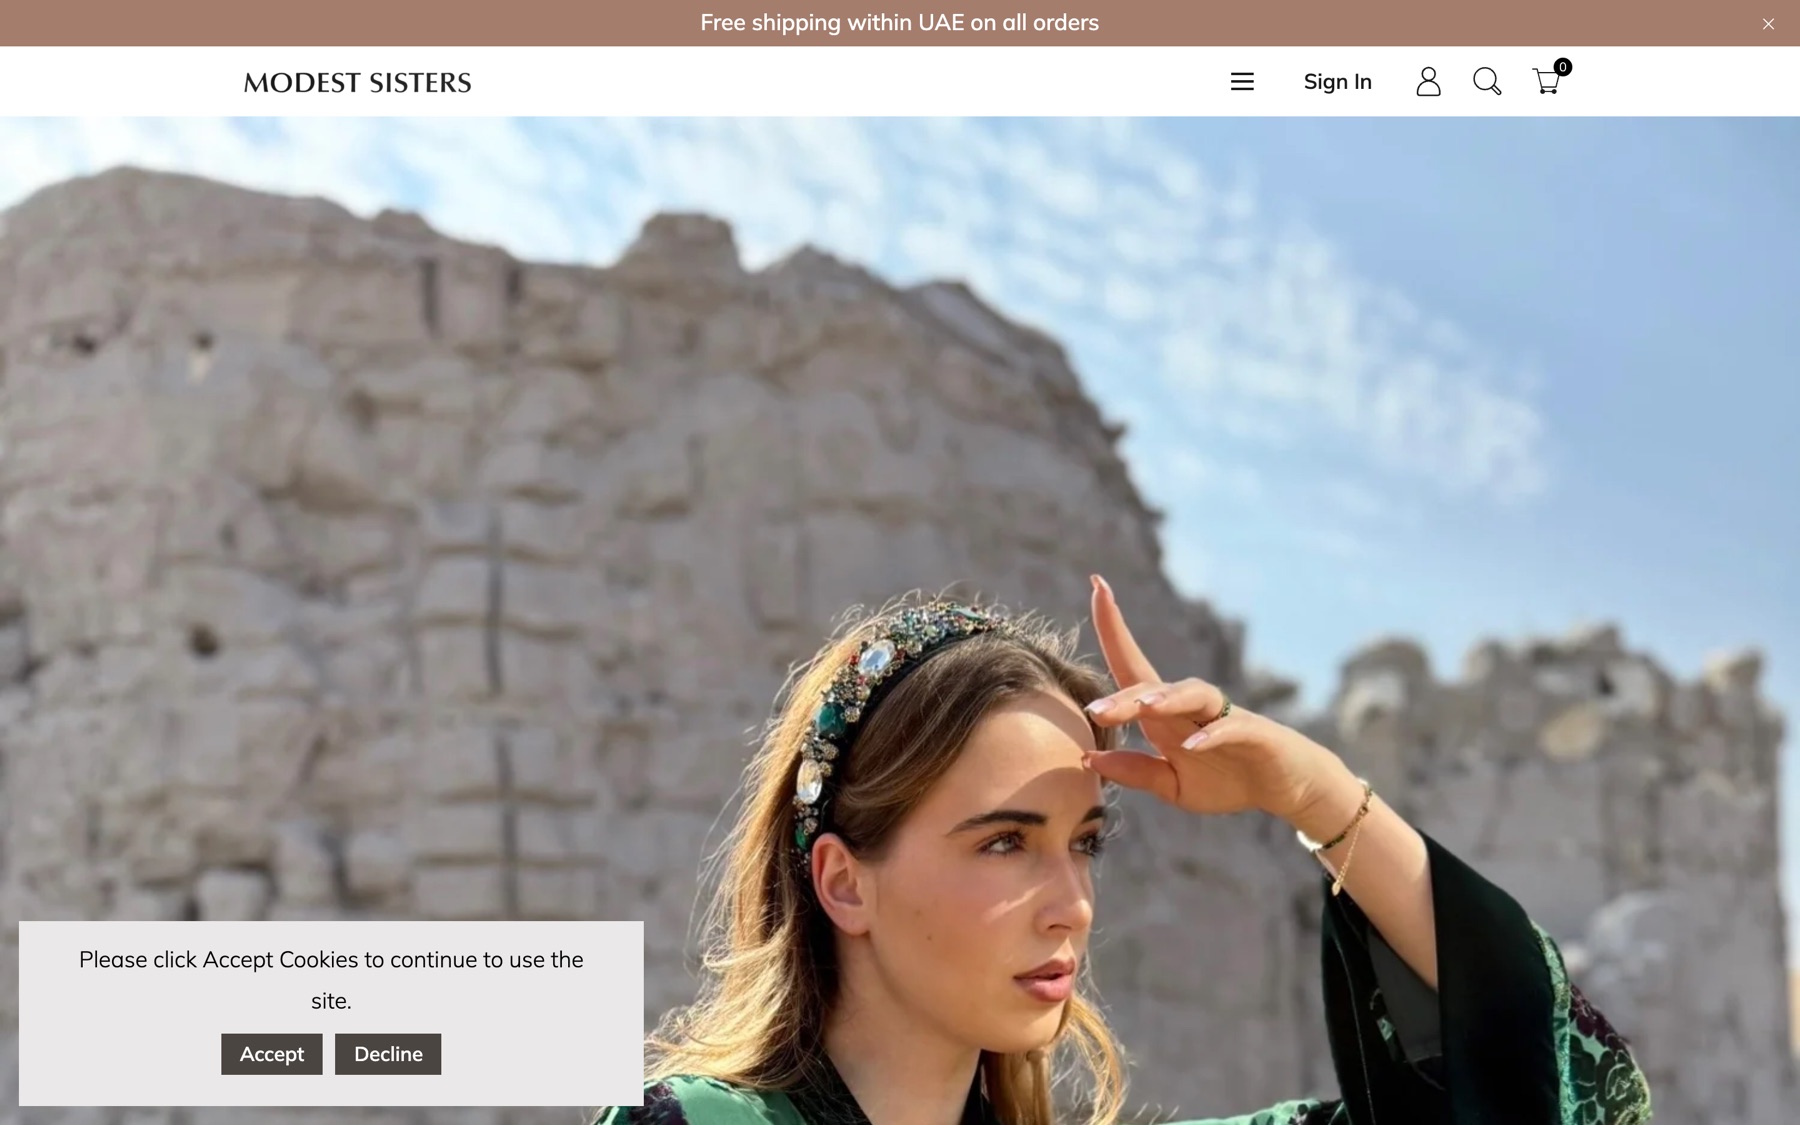 Free shipping within UAE on all orders
MODEST SISTERS
Sign In
0
Please click Accept Cookies to continue to use the
site.
Accept
Decline